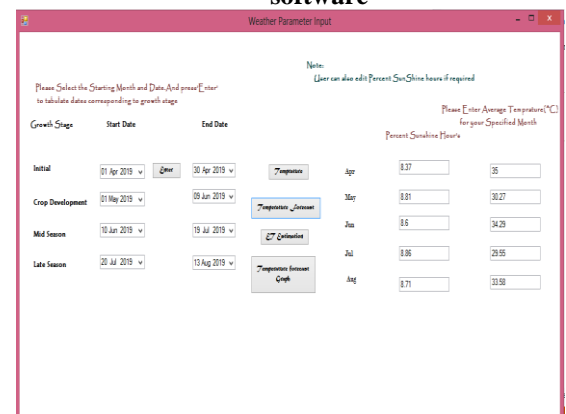 software
Weather Parameter Input
Note:
User can also edit Percent SunShine hours if required
Please Select the Starting Month and Date.And press'Enter'
to tabulate dates corresponding to growth stage
Please Enter Average Temprature(°C)
for your Specified Month
Growth Stage Start Date End Date
Percent Sunshine Hour's
Initial 01 Apr 2019 Enter 30 Apr 2019 Temperature Apr 8.37 35
Crop Development 01 May 2019 09 Jun 2019 Temperature Forecast May 8.81 30.27
Mid Season 10 Jun 2019 19 Jul 2019 ET Estimation Jun 8.6 34.29
Late Season 20 Jul 2019 13 Aug 2019 Temperature forecast Jul 8.86 29.55
Graph Aug 8.71 33.58